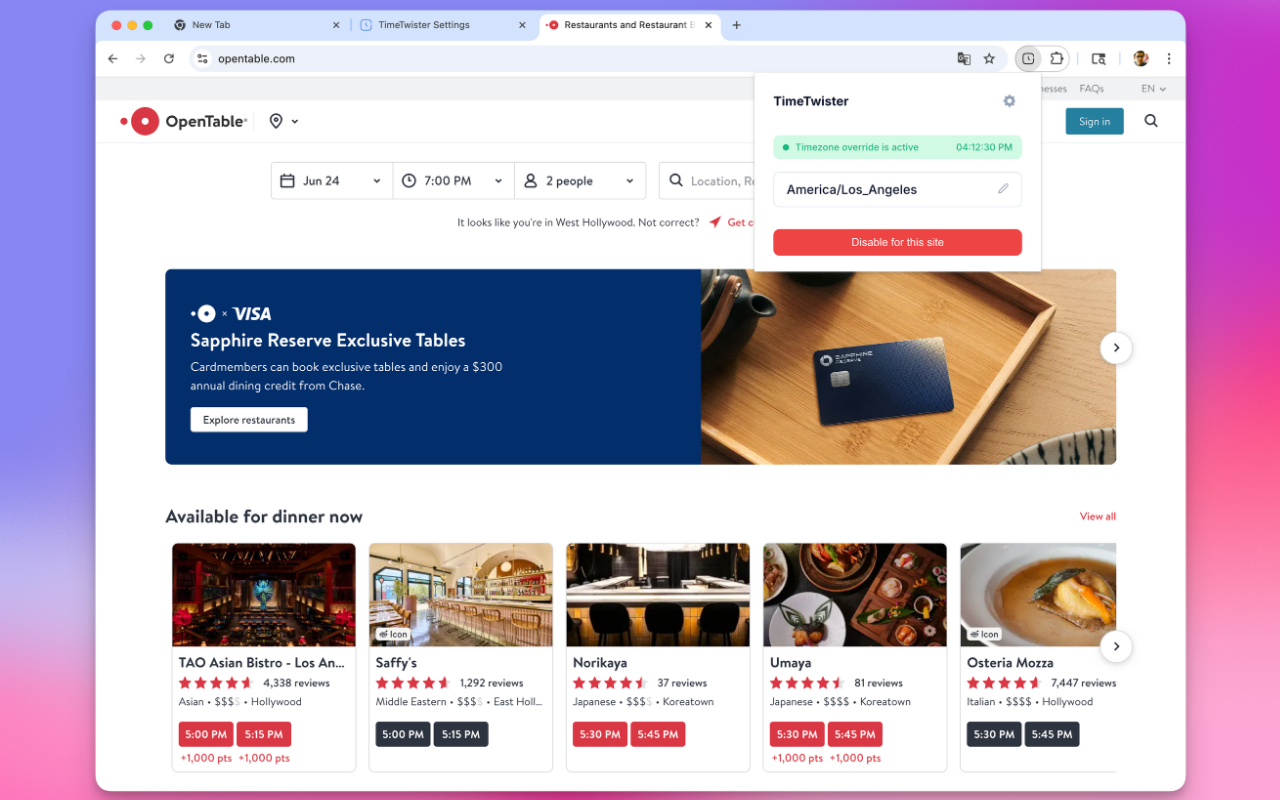 New Tab
TimeTwister Settings
Restaurants and Restaurant
opentable.com
TimeTwister
FAQs
EN
OpenTable
Sign in
Timezone override is active 04:12:30 PM
America/Los_Angeles
Disable for this site
Jun 24
7:00 PM
2 people
Location,
It looks like you're in West Hollywood. Not correct? Get
× VISA
Sapphire Reserve Exclusive Tables
Cardmembers can book exclusive tables and enjoy a $300
annual dining credit from Chase.
Explore restaurants
SAPPHIRE
RESERVE
Available for dinner now
View all
Icon
Icon
TAO Asian Bistro - Los An...
4,338 reviews
Asian • $$$$ • Hollywood
5:00 PM 5:15 PM
+1,000 pts +1,000 pts
Saffy's
1,292 reviews
Middle Eastern • $$$$ • East Holl...
5:00 PM 5:15 PM
Norikaya
37 reviews
Japanese • $$$$ • Koreatown
5:30 PM 5:45 PM
Umaya
81 reviews
Japanese • $$$$ • Koreatown
5:30 PM 5:45 PM
+1,000 pts +1,000 pts
Osteria Mozza
7,447 reviews
Italian • $$$$ • Hollywood
5:30 PM 5:45 PM